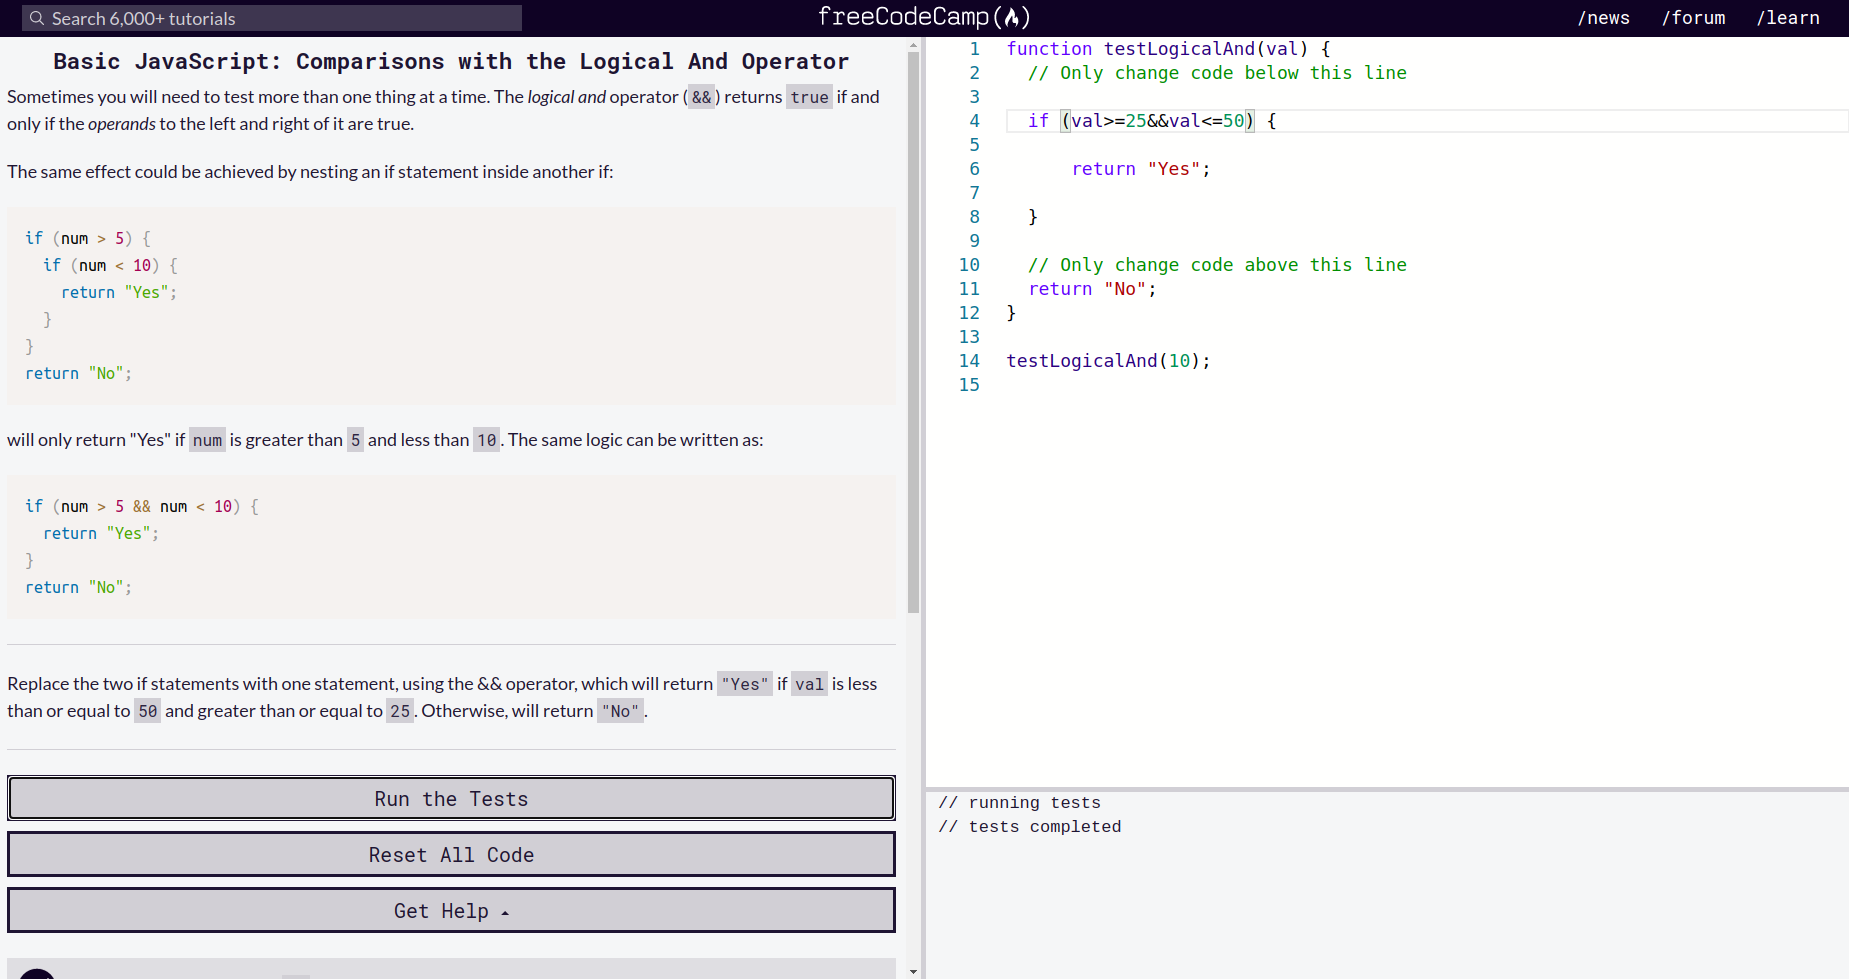 Search 6,000+ tutorials
freeCodeCamp(🔥)
/news /forum /learn
Basic JavaScript: Comparisons with the Logical And Operator
Sometimes you will need to test more than one thing at a time. The logical and operator (&&) returns true if and
only if the operands to the left and right of it are true.
The same effect could be achieved by nesting an if statement inside another if:
if (num > 5) {
  if (num < 10) {
    return "Yes";
  }
}
return "No";
will only return "Yes" if num is greater than 5 and less than 10. The same logic can be written as:
if (num > 5 && num < 10) {
  return "Yes";
}
return "No";
Replace the two if statements with one statement, using the && operator, which will return "Yes" if val is less
than or equal to 50 and greater than or equal to 25. Otherwise, will return "No".
Run the Tests
Reset All Code
Get Help
1 function testLogicalAnd(val) {
2   // Only change code below this line
3
4   if (val>=25&&val<=50) {
5
6       return "Yes";
7
8   }
9
10   // Only change code above this line
11   return "No";
12 }
13
14 testLogicalAnd(10);
15
// running tests
// tests completed